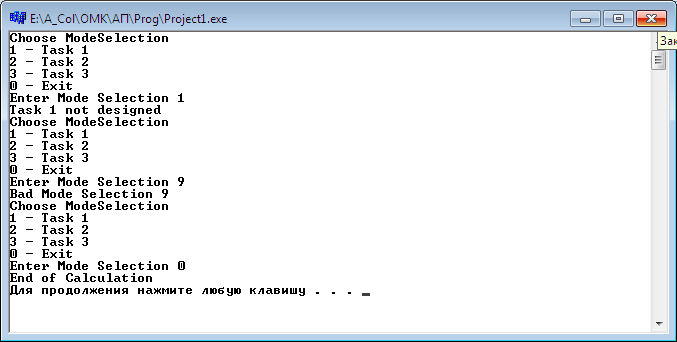 E:\A_Col\ОМК\АП\Prog\Project1.exe
Зак
Choose ModeSelection
1 - Task 1
2 - Task 2
3 - Task 3
0 - Exit
Enter Mode Selection 1
Task 1 not designed
Choose ModeSelection
1 - Task 1
2 - Task 2
3 - Task 3
0 - Exit
Enter Mode Selection 9
Bad Mode Selection 9
Choose ModeSelection
1 - Task 1
2 - Task 2
3 - Task 3
0 - Exit
Enter Mode Selection 0
End of Calculation
Для продолжения нажмите любую клавишу . . .